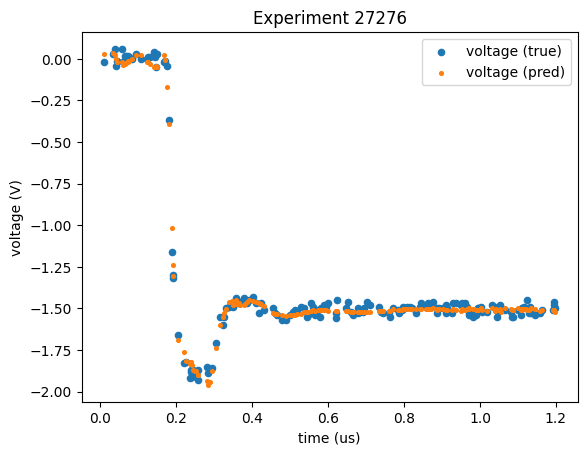 Experiment 27276
voltage (true)
voltage (pred)
voltage (V)
0.00
−0.25
−0.50
−0.75
−1.00
−1.25
−1.50
−1.75
−2.00
0.0 0.2 0.4 0.6 0.8 1.0 1.2
time (us)